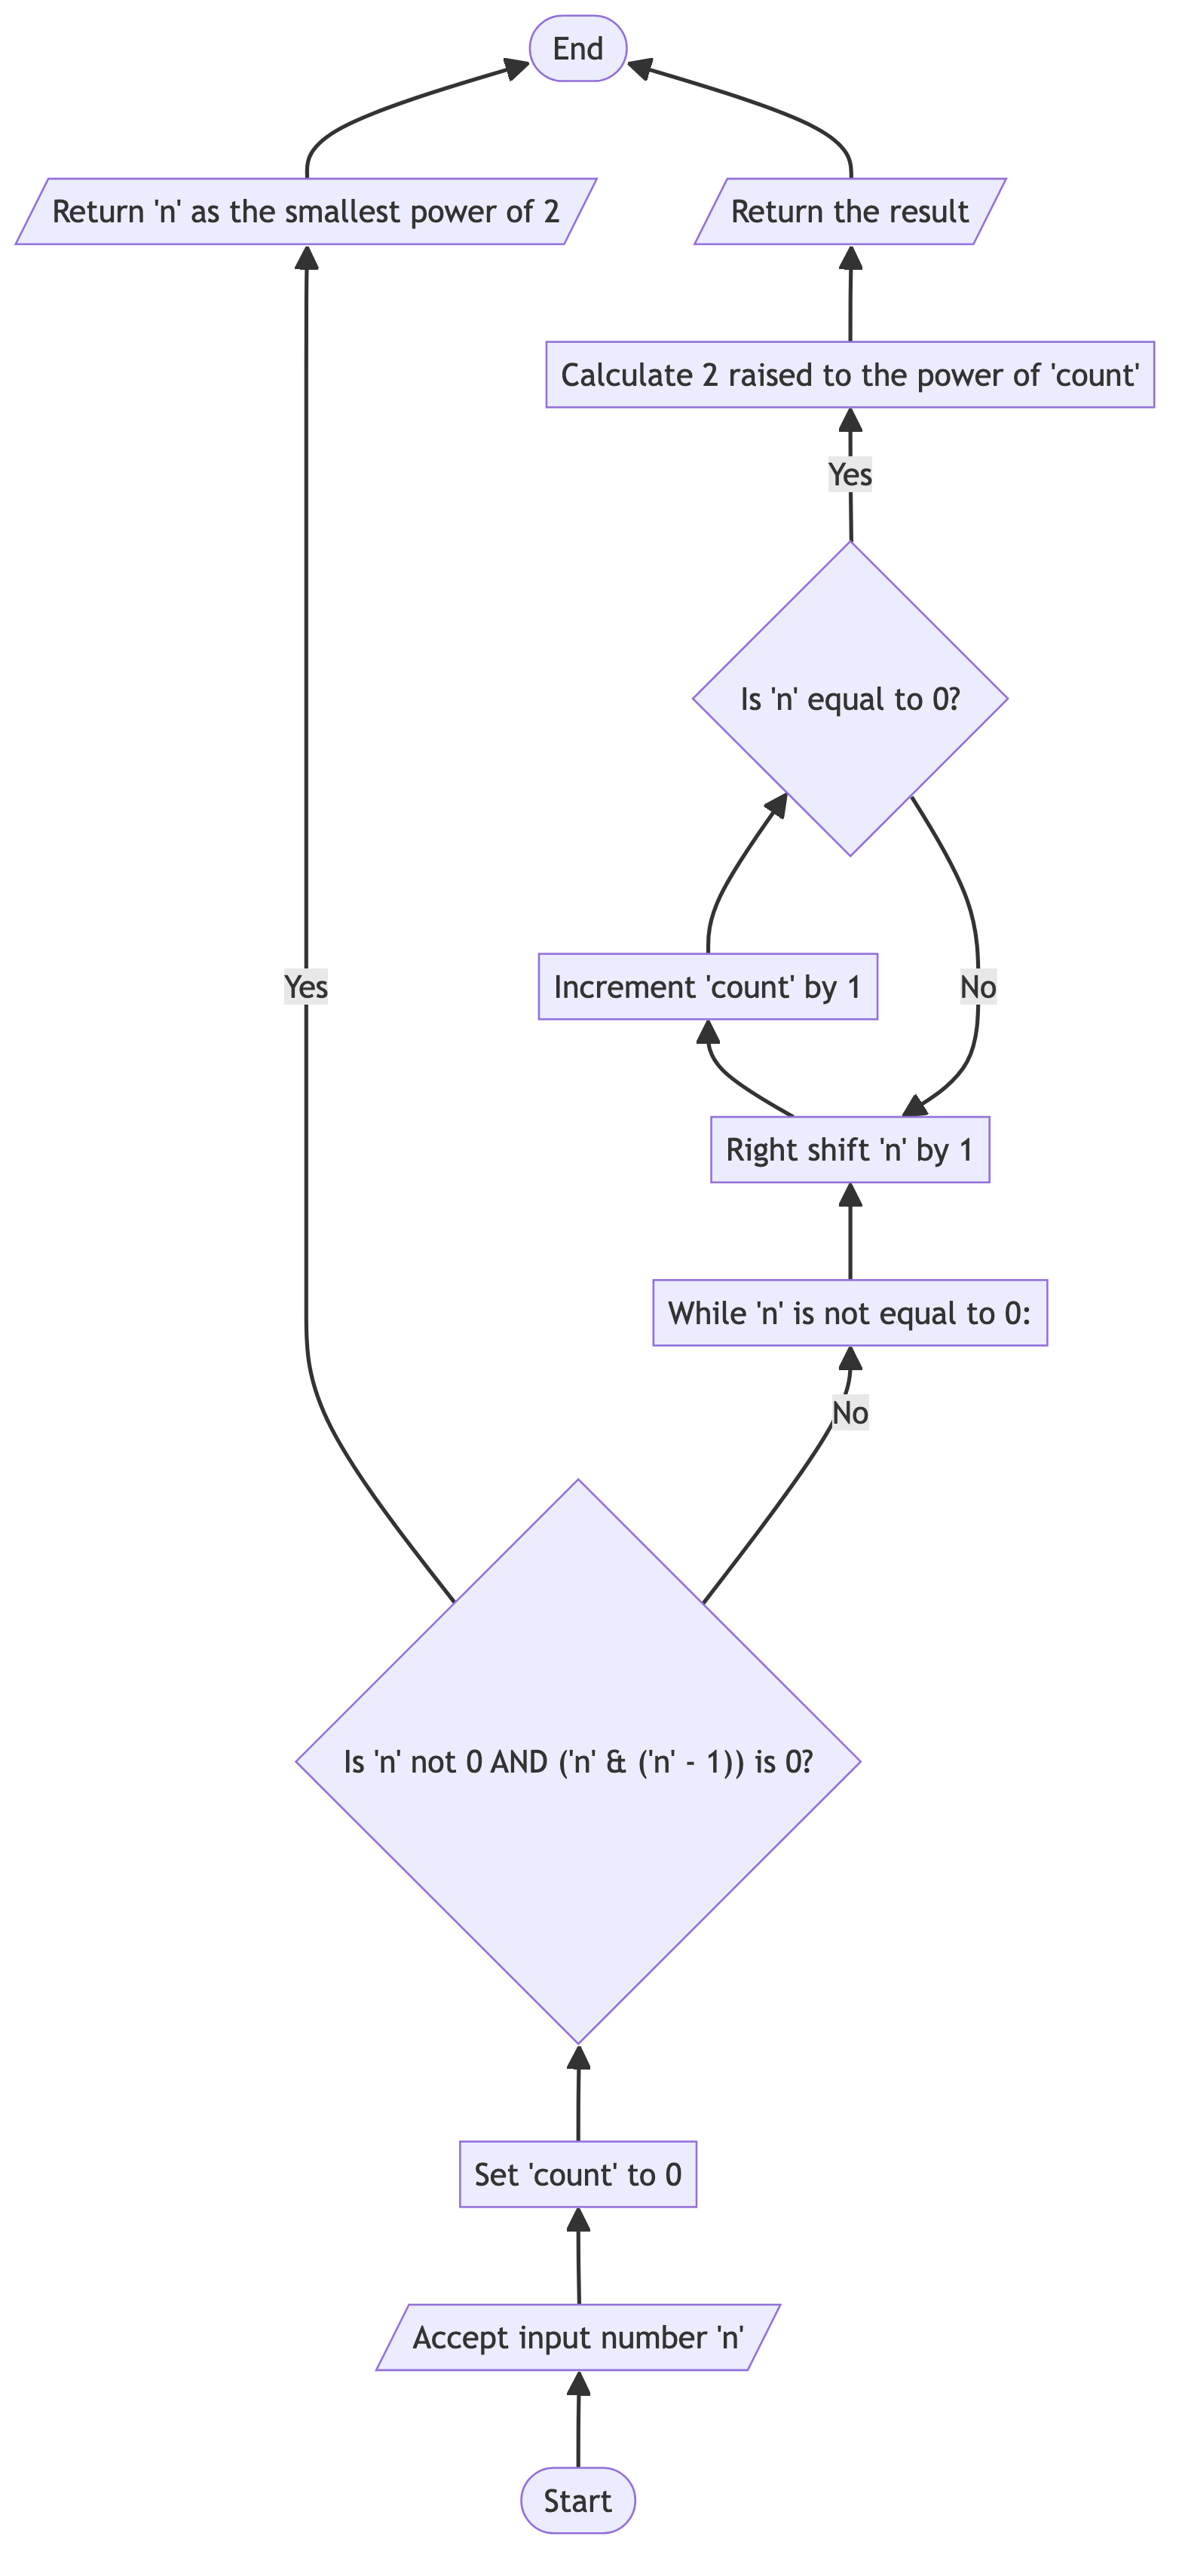 End
Return 'n' as the smallest power of 2
Return the result
Calculate 2 raised to the power of 'count'
Yes
Is 'n' equal to 0?
Yes
Increment 'count' by 1
No
Right shift 'n' by 1
While 'n' is not equal to 0:
No
Is 'n' not 0 AND ('n' & ('n' - 1)) is 0?
Set 'count' to 0
Accept input number 'n'
Start